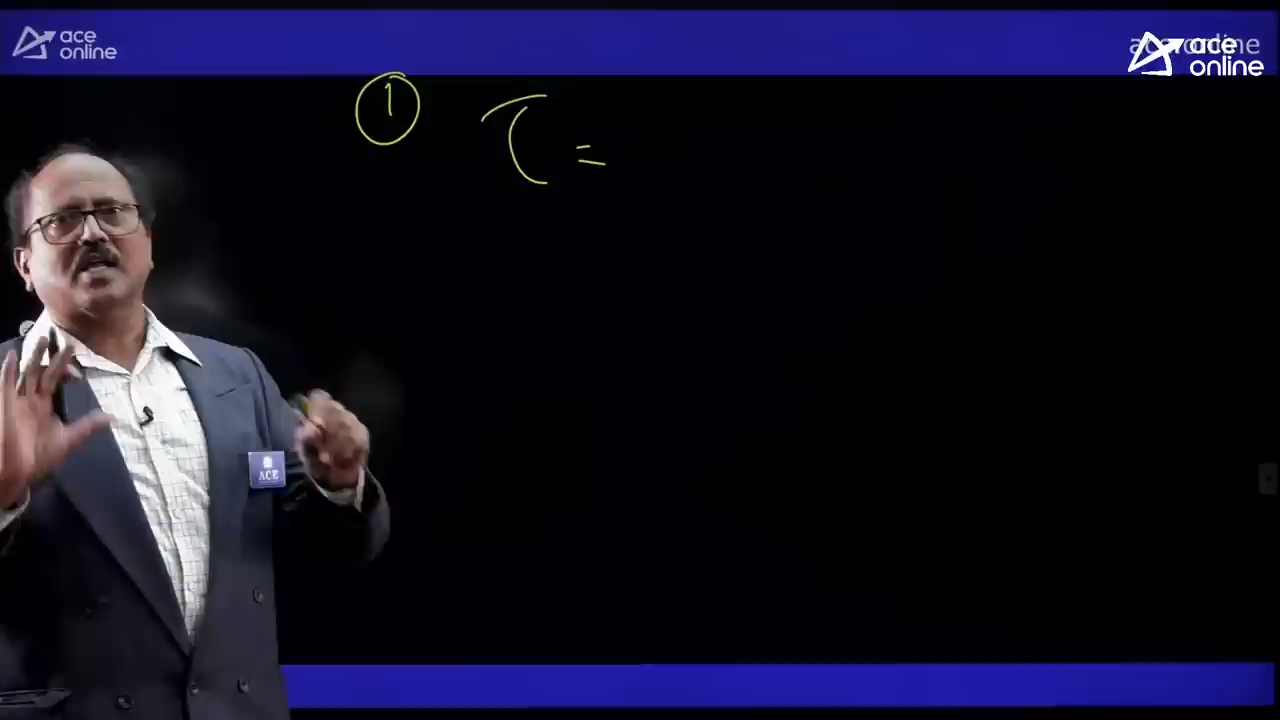 ace online
ace online
① τ =
ACE